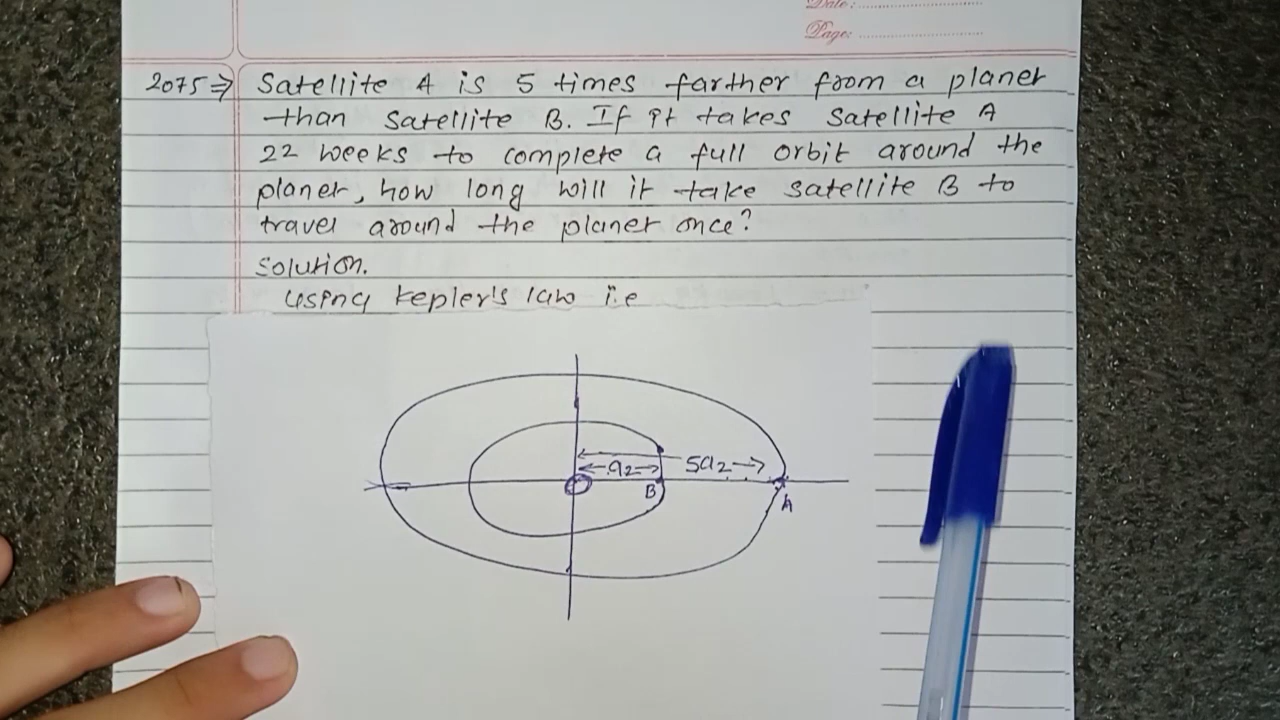 Date:
Page:
2075⇒ Satellite A is 5 times farther from a planet
than satellite B. If it takes satellite A
22 weeks to complete a full orbit around the
planet, how long will it take satellite B to
travel around the planet once?
Solution.
Using Kepler's law i.e
a2
5a2
B
A